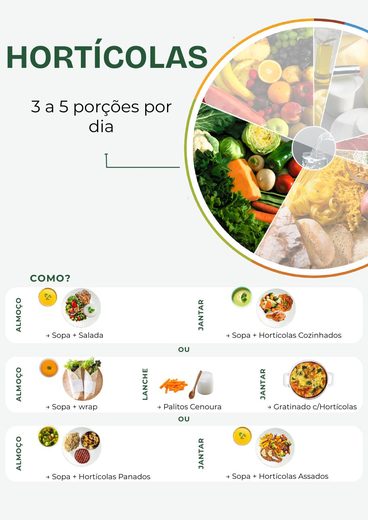 HORTÍCOLAS
3 a 5 porções por
dia
COMO?
ALMOÇO
→ Sopa + Salada
JANTAR
→ Sopa + Hortícolas Cozinhados
OU
ALMOÇO
→ Sopa + wrap
LANCHE
→ Palitos Cenoura
JANTAR
→ Gratinado c/Hortícolas
OU
ALMOÇO
→ Sopa + Hortícolas Panados
JANTAR
→ Sopa + Hortícolas Assados